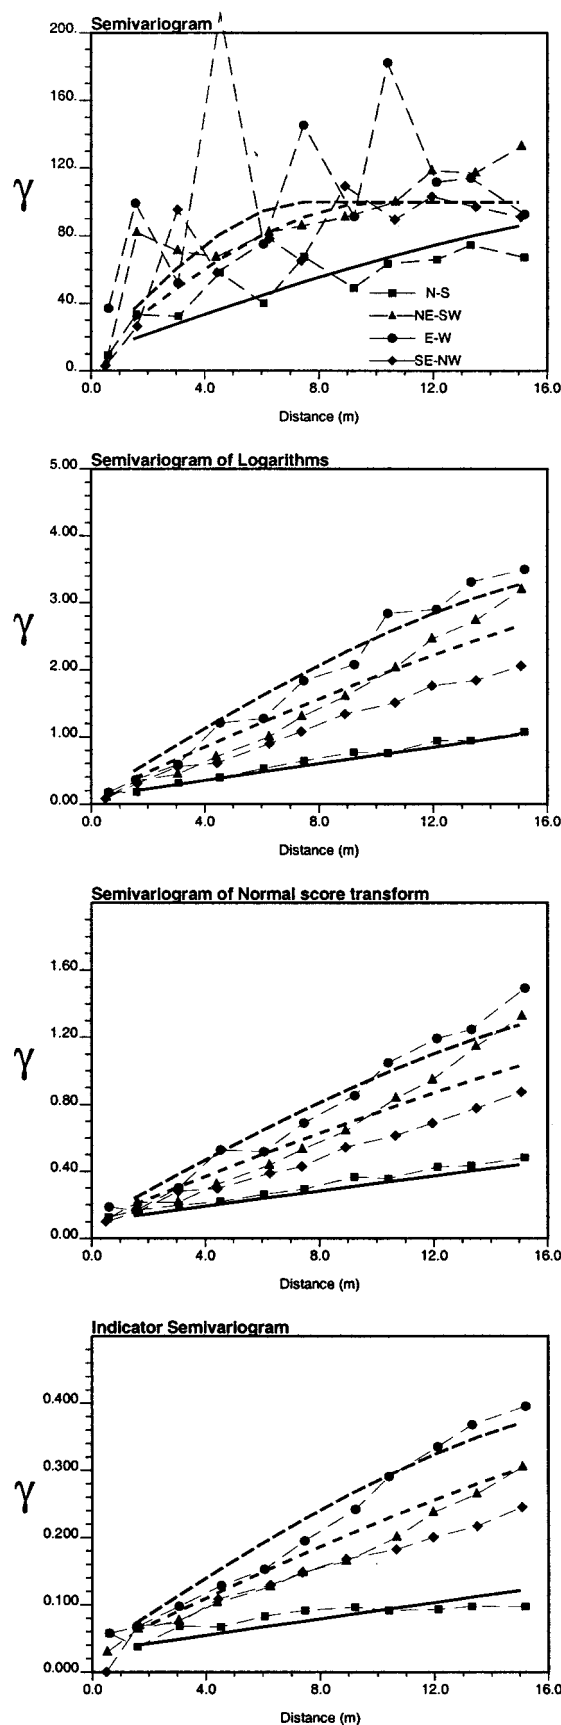 Semivariogram
200.
160.
120.
80.
40.
0.
γ
N-S
NE-SW
E-W
SE-NW
0.0 4.0 8.0 12.0 16.0
Distance (m)
Semivariogram of Logarithms
5.00
4.00
3.00
2.00
1.00
0.00
γ
0.0 4.0 8.0 12.0 16.0
Distance (m)
Semivariogram of Normal score transform
1.60
1.20
0.80
0.40
0.00
γ
0.0 4.0 8.0 12.0 16.0
Distance (m)
Indicator Semivariogram
0.400
0.300
0.200
0.100
0.000
γ
0.0 4.0 8.0 12.0 16.0
Distance (m)